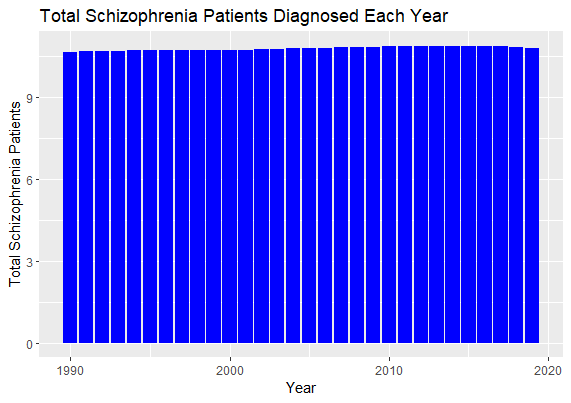 Total Schizophrenia Patients Diagnosed Each Year
Total Schizophrenia Patients
9
6
3
0
1990
2000
2010
2020
Year